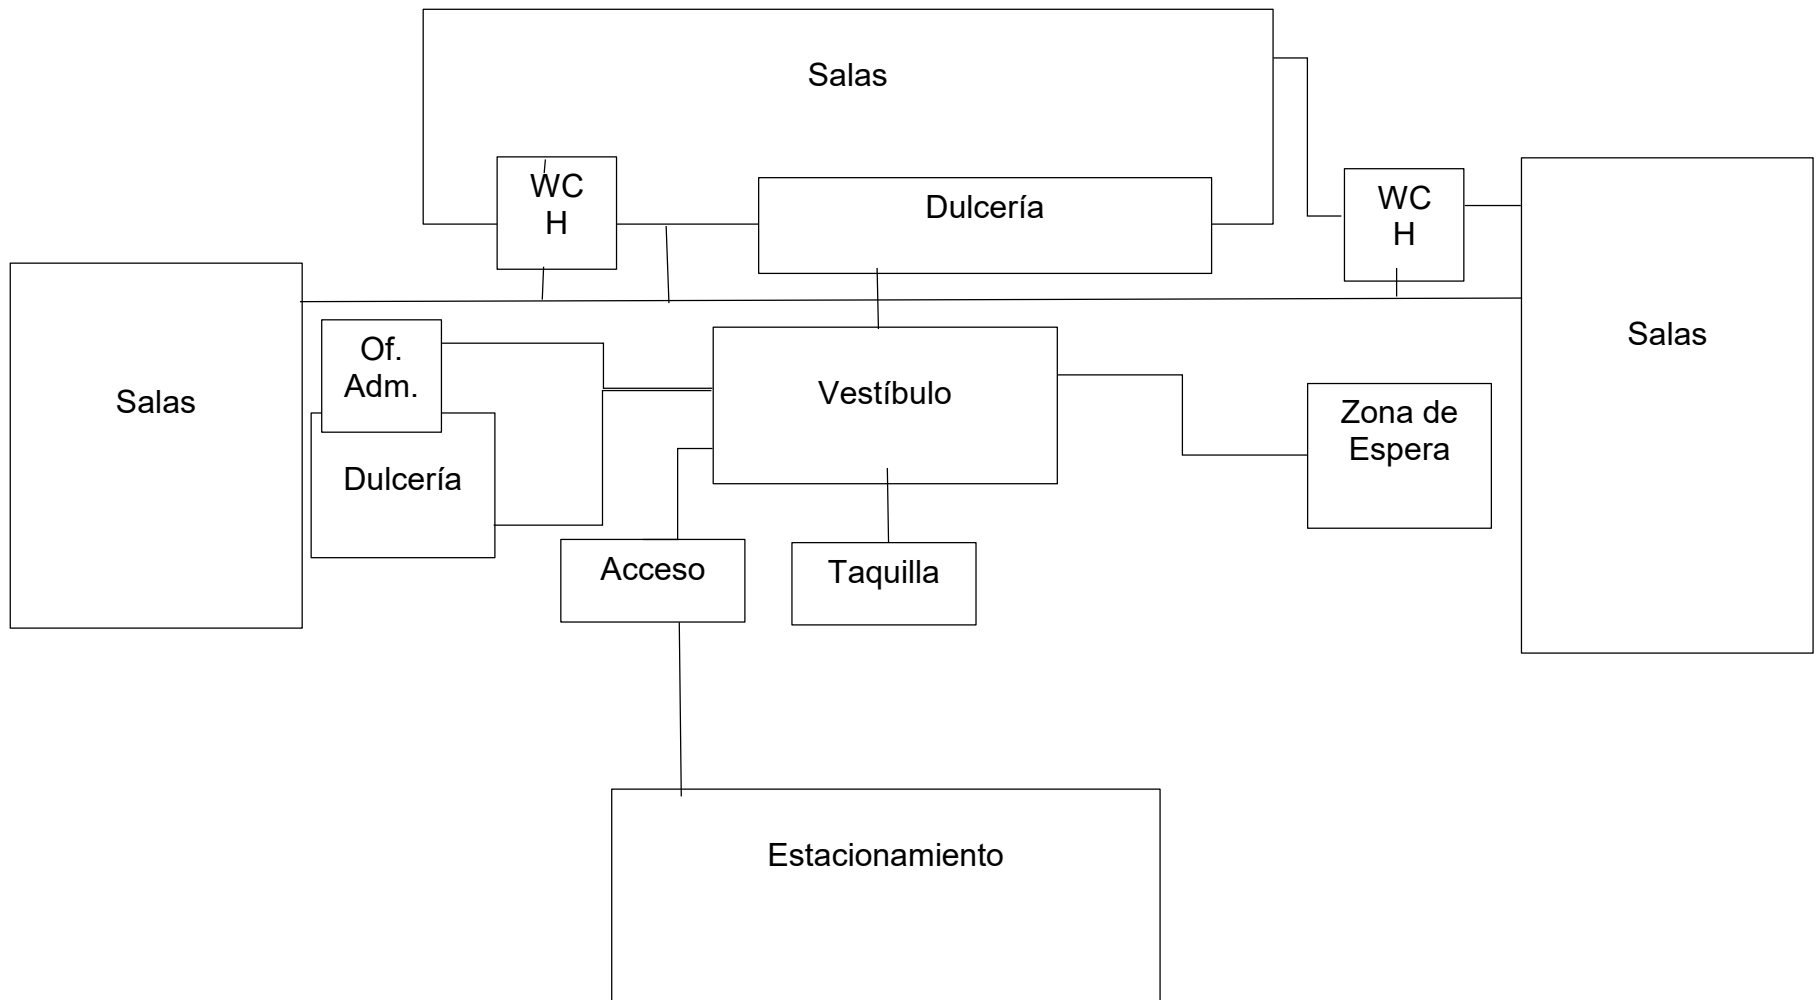 Salas
WC
H
Dulcería
WC
H
Salas
Of.
Adm.
Salas
Vestíbulo
Zona de
Espera
Dulcería
Acceso
Taquilla
Estacionamiento